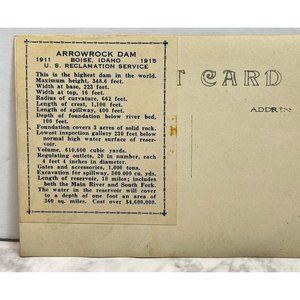 ARROWROCK DAM
1911 BOISE, IDAHO 1915
U. S. RECLAMATION SERVICE
This is the highest dam in the world.
Maximum height, 348.6 feet.
Width at base, 223 feet.
Width at top, 16 feet.
Radius of curvature, 662 feet.
Length of crest, 1,100 feet.
Length of spillway, 400 feet.
Depth of foundation below river bed,
100 feet.
Foundation covers 3 acres of solid rock.
Lowest inspection gallery 250 feet below
normal high water surface of reser-
voir.
Volume, 610,600 cubic yards.
Regulating outlets, 20 in number, each
4 feet 4 inches in diameter.
Gates and accessories, 1,000 tons.
Excavation for spillway, 300,000 cu. yds.
Length of reservoir, 18 miles; includes
both the Main River and South Fork.
The water in the reservoir will cover
to a depth of one foot an area of
360 sq. miles. Cost over $4,600,000.
T CARD
ADDRESS